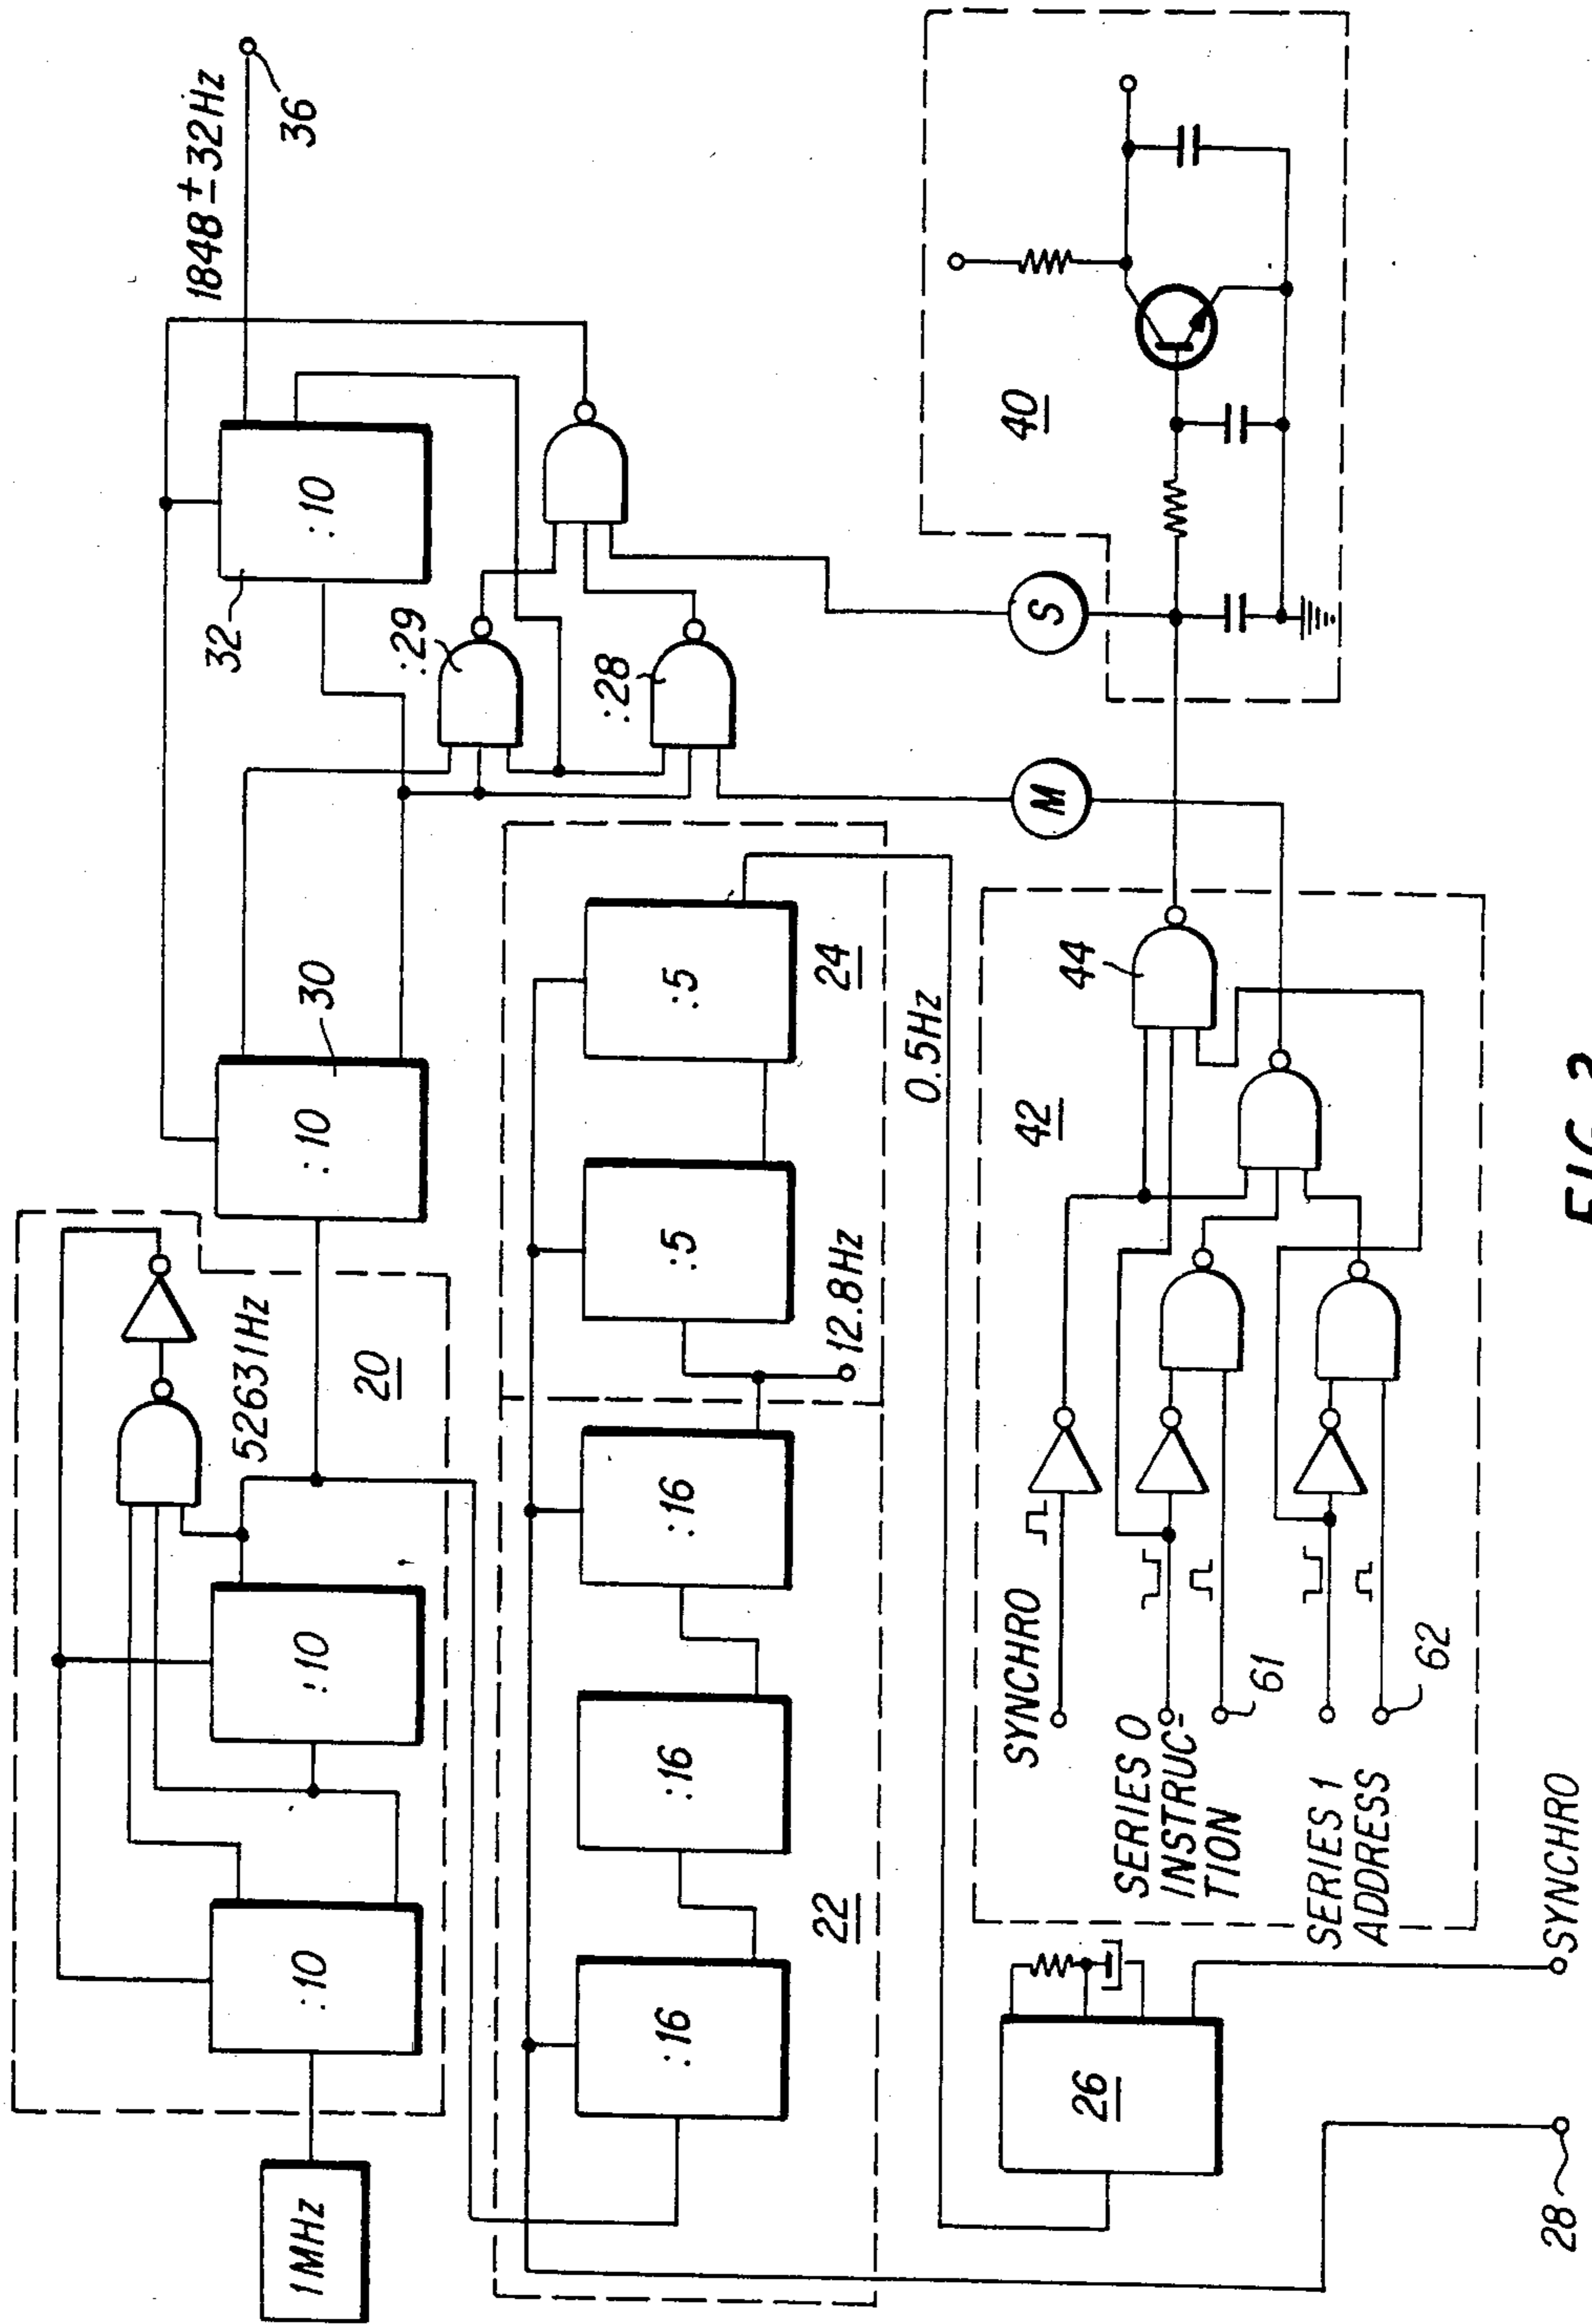 1848 ± 32Hz
36
:10
32
:29
:28
:10
30
52631Hz
20
:10
:10
1MHz
:5
24
:5
12.8Hz
:16
:16
22
:16
0.5Hz
M
S
40
44
42
SYNCHRO
SERIES 0
INSTRUC-
TION
61
SERIES 1
ADDRESS
62
26
SYNCHRO
28